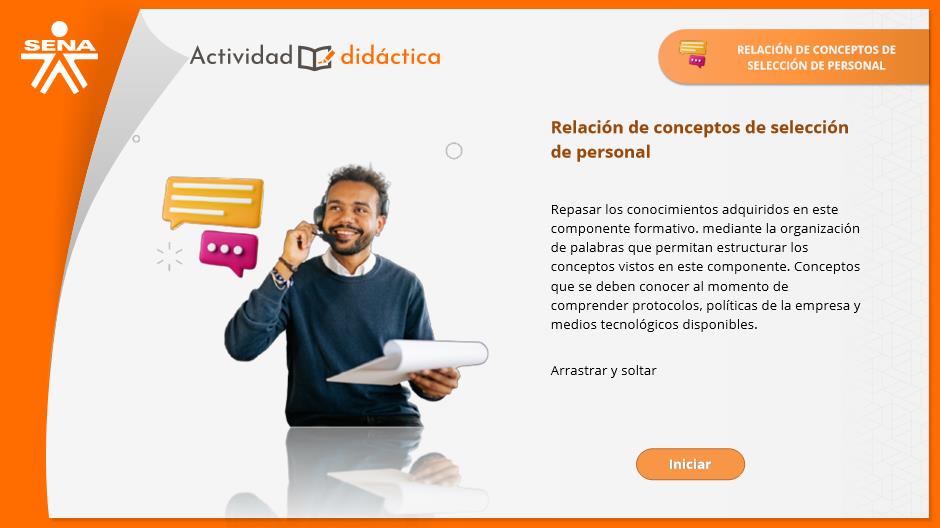 SENA
Actividad didáctica
RELACIÓN DE CONCEPTOS DE
SELECCIÓN DE PERSONAL
Relación de conceptos de selección
de personal
Repasar los conocimientos adquiridos en este
componente formativo. mediante la organización
de palabras que permitan estructurar los
conceptos vistos en este componente. Conceptos
que se deben conocer al momento de
comprender protocolos, políticas de la empresa y
medios tecnológicos disponibles.
Arrastrar y soltar
Iniciar